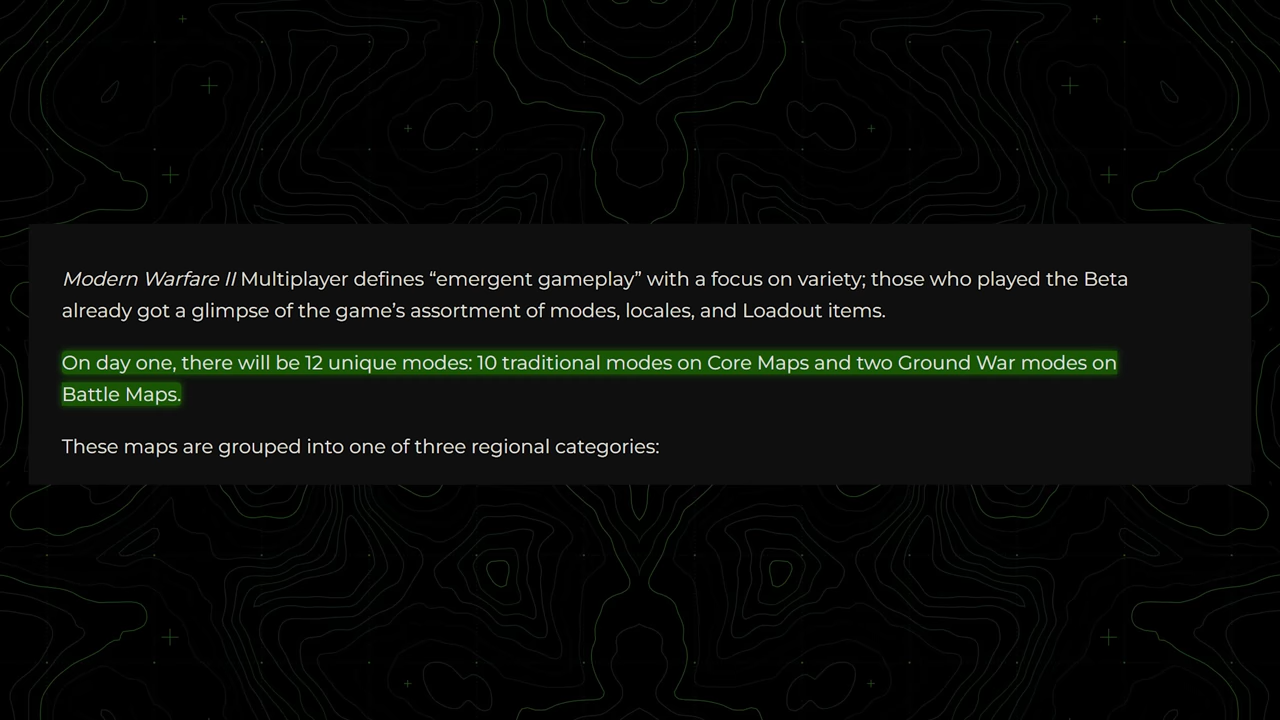 Modern Warfare II Multiplayer defines “emergent gameplay” with a focus on variety; those who played the Beta
already got a glimpse of the game’s assortment of modes, locales, and Loadout items.
On day one, there will be 12 unique modes: 10 traditional modes on Core Maps and two Ground War modes on
Battle Maps.
These maps are grouped into one of three regional categories: